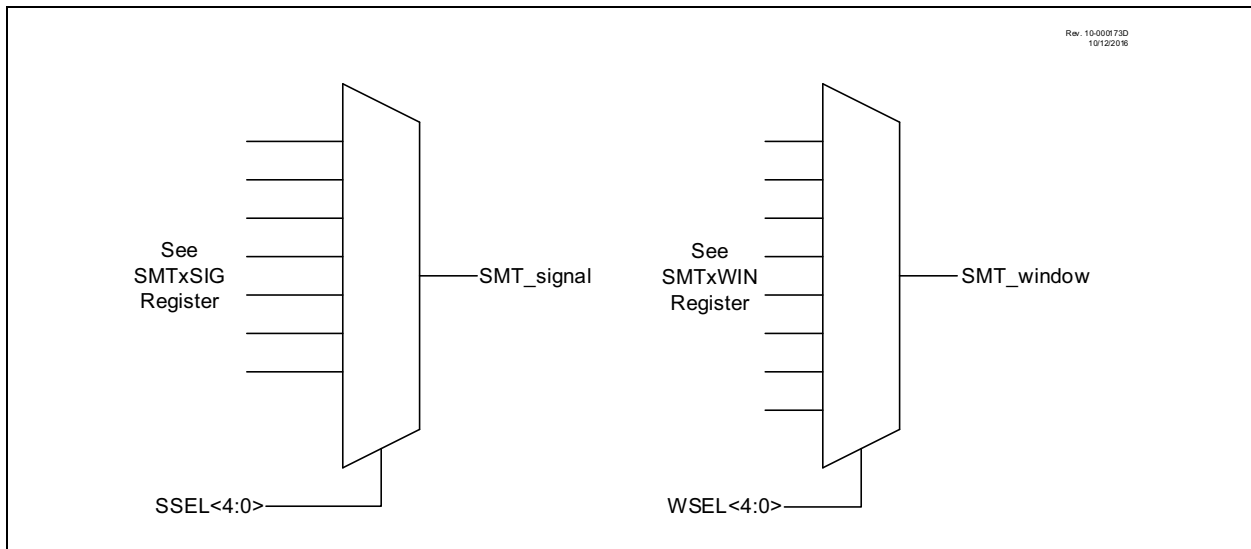 Rev. 10-000173D
10/12/2016
See
SMTxSIG
Register
SMT_signal
SSEL<4:0>
See
SMTxWIN
Register
SMT_window
WSEL<4:0>